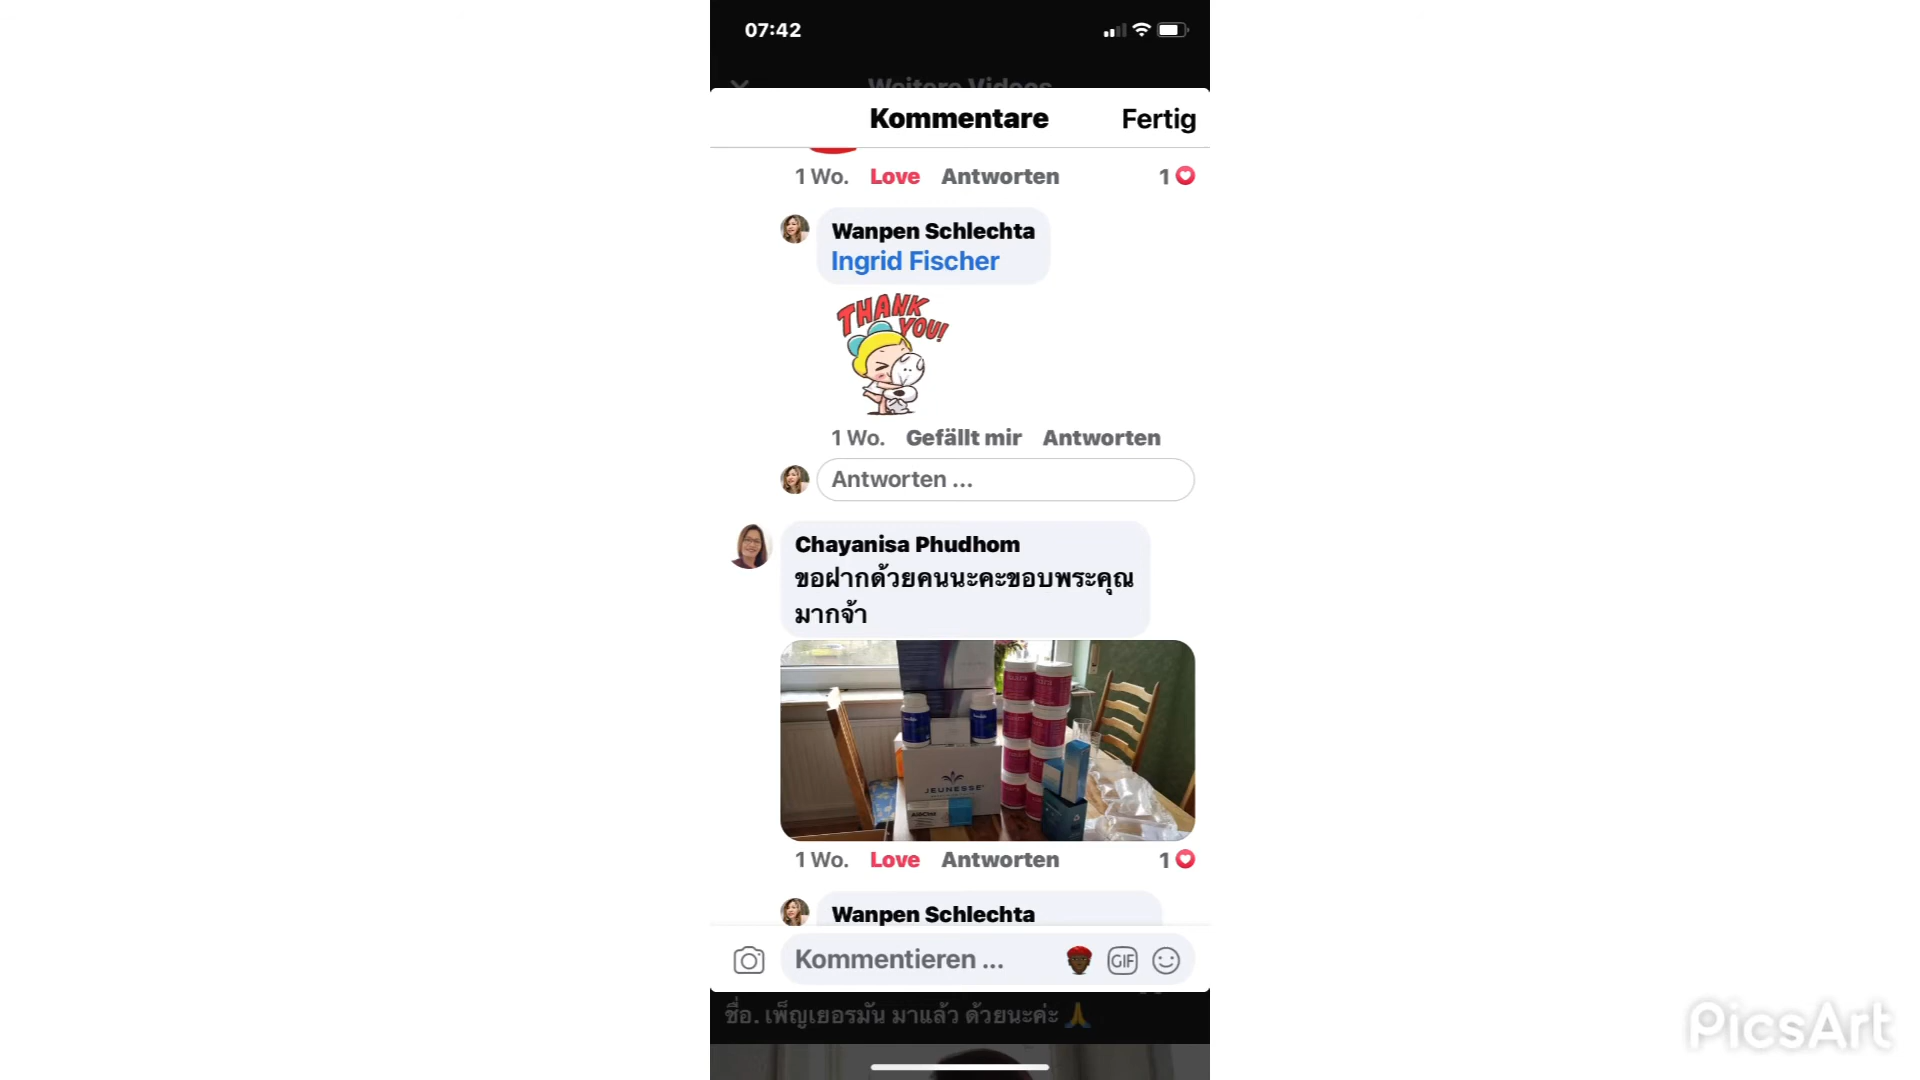 07:42
Weitere Videos
Kommentare
Fertig
1 Wo. Love Antworten 1
Wanpen Schlechta
Ingrid Fischer
THANK
YOU!
1 Wo. Gefällt mir Antworten
Antworten ...
Chayanisa Phudhom
ขอฝากด้วยคนนะคะขอบพระคุณ
มากจ้า
JEUNESSE
1 Wo. Love Antworten 1
Wanpen Schlechta
Kommentieren ...
GIF
ชื่อ. เพ็ญเยอรมัน มาแล้ว ด้วยนะค่ะ 🙏
PicsArt